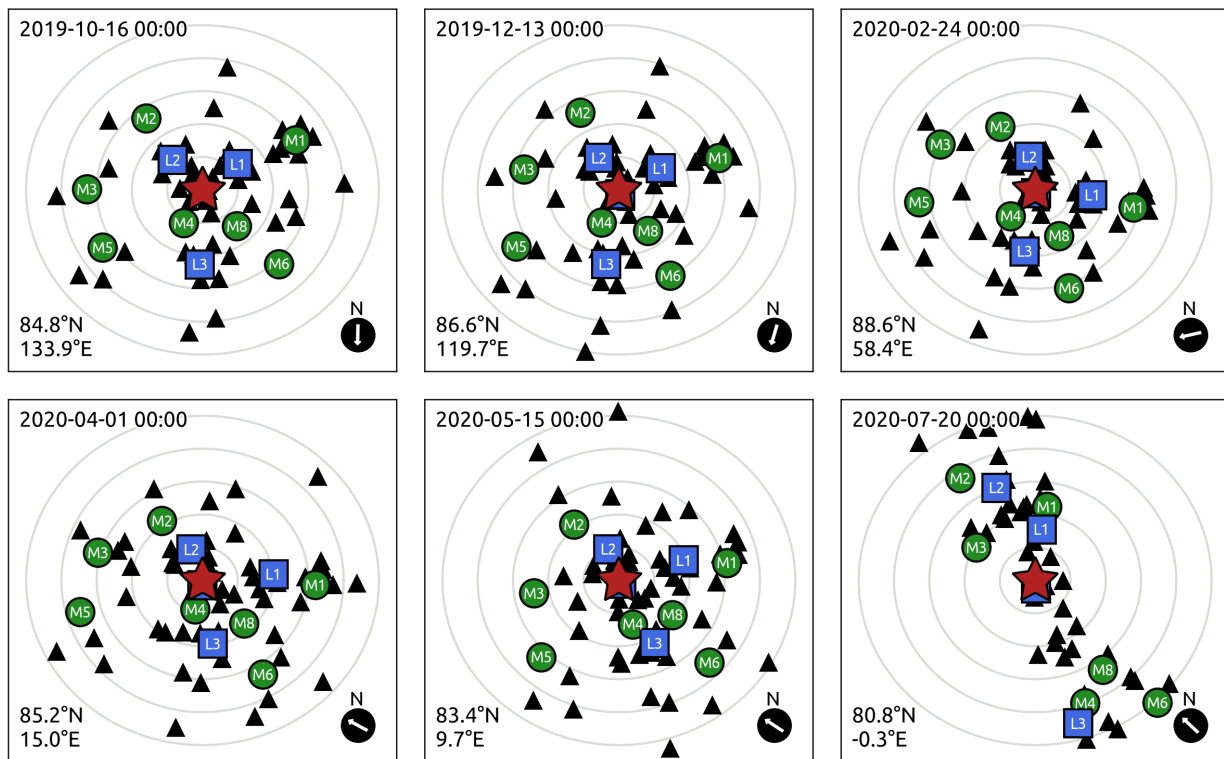 2019-10-16 00:00
M2
M1
L2
L1
M3
M4
M8
M5
L3
M6
N
84.8°N
133.9°E
2019-12-13 00:00
M2
L2
M1
L1
M3
M4
M8
M5
L3
M6
N
86.6°N
119.7°E
2020-02-24 00:00
M2
M3
L2
L1
M5
M1
M4
M8
L3
M6
N
88.6°N
58.4°E
2020-04-01 00:00
M2
L2
M3
L1
M1
M5
M4
M8
L3
M6
N
85.2°N
15.0°E
2020-05-15 00:00
M2
L2
L1
M1
M3
M8
M4
L3
M5
M6
N
83.4°N
9.7°E
2020-07-20 00:00
M2
L2
M1
L1
M3
M8
M4
M6
L3
N
80.8°N
-0.3°E